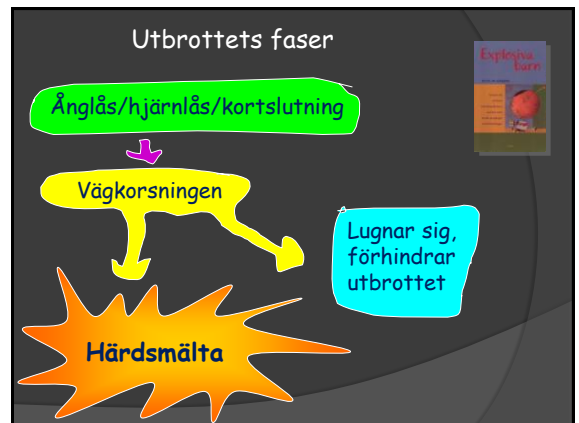 Utbrottets faser
Explosiva
barn
Ånglås/hjärnlås/kortslutning
Vägkorsningen
Lugnar sig,
förhindrar
utbrottet
Härdsmälta